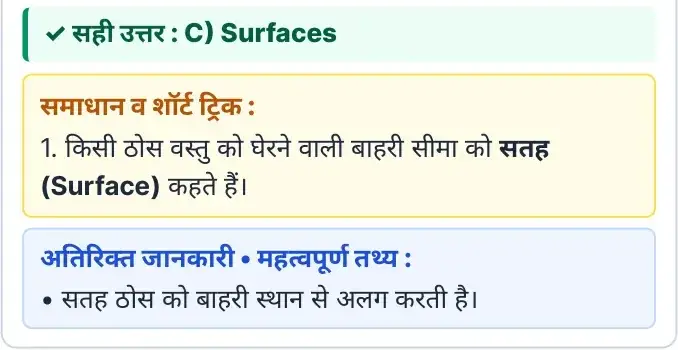 ✓ सही उत्तर : C) Surfaces
समाधान व शॉर्ट ट्रिक :
1. किसी ठोस वस्तु को घेरने वाली बाहरी सीमा को सतह
(Surface) कहते हैं।
अतिरिक्त जानकारी • महत्वपूर्ण तथ्य :
• सतह ठोस को बाहरी स्थान से अलग करती है।